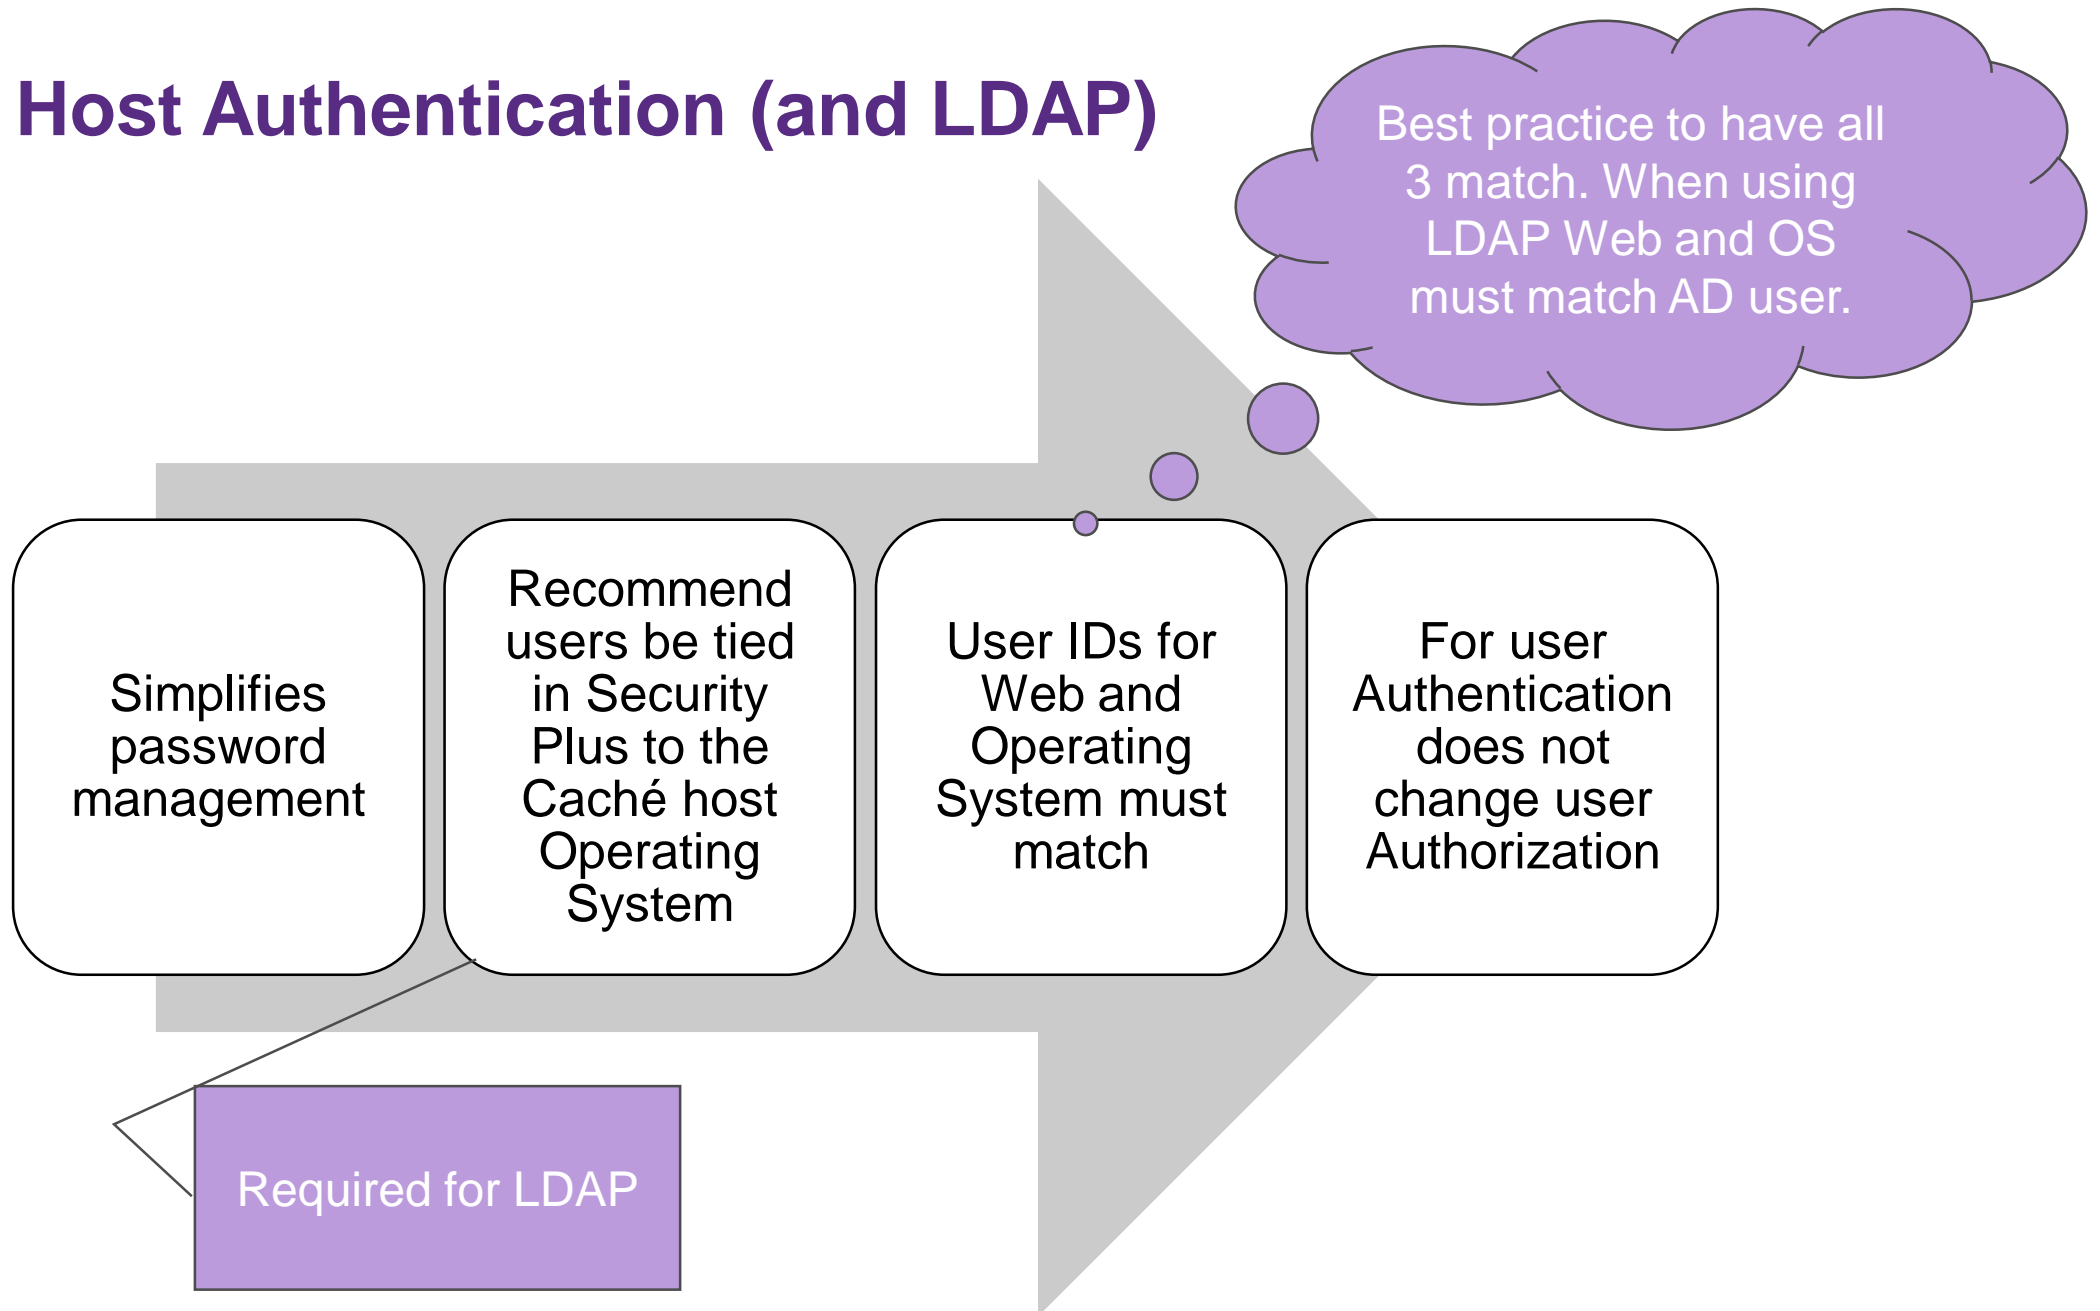 Host Authentication (and LDAP)
Best practice to have all
3 match. When using
LDAP Web and OS
must match AD user.
Simplifies
password
management
Recommend
users be tied
in Security
Plus to the
Caché host
Operating
System
User IDs for
Web and
Operating
System must
match
For user
Authentication
does not
change user
Authorization
Required for LDAP